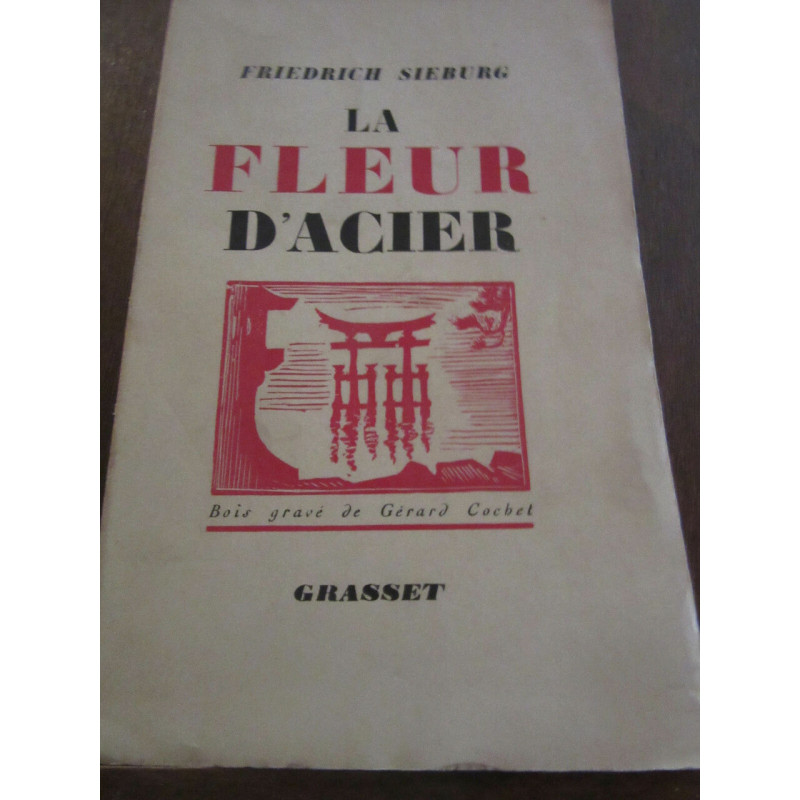 FRIEDRICH SIEBURG
LA
FLEUR
D'ACIER
Bois gravé de Gérard Cochet
GRASSET